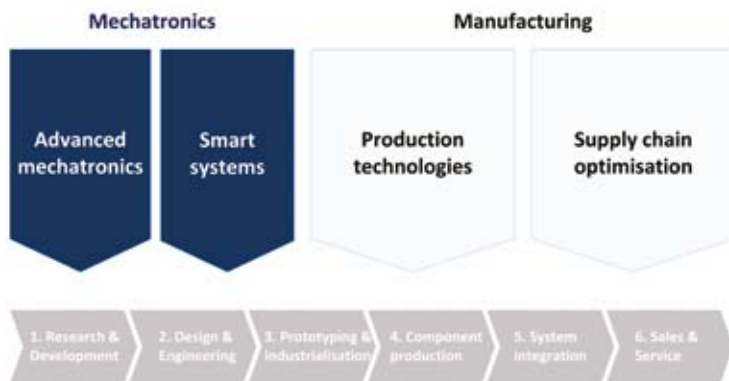 Mechatronics
Manufacturing
Advanced
mechatronics
Smart
systems
Production
technologies
Supply chain
optimisation
1. Research &
Development
2. Design &
Engineering
3. Prototyping &
Industrialisation
4. Component
production
5. System
integration
6. Sales &
Service